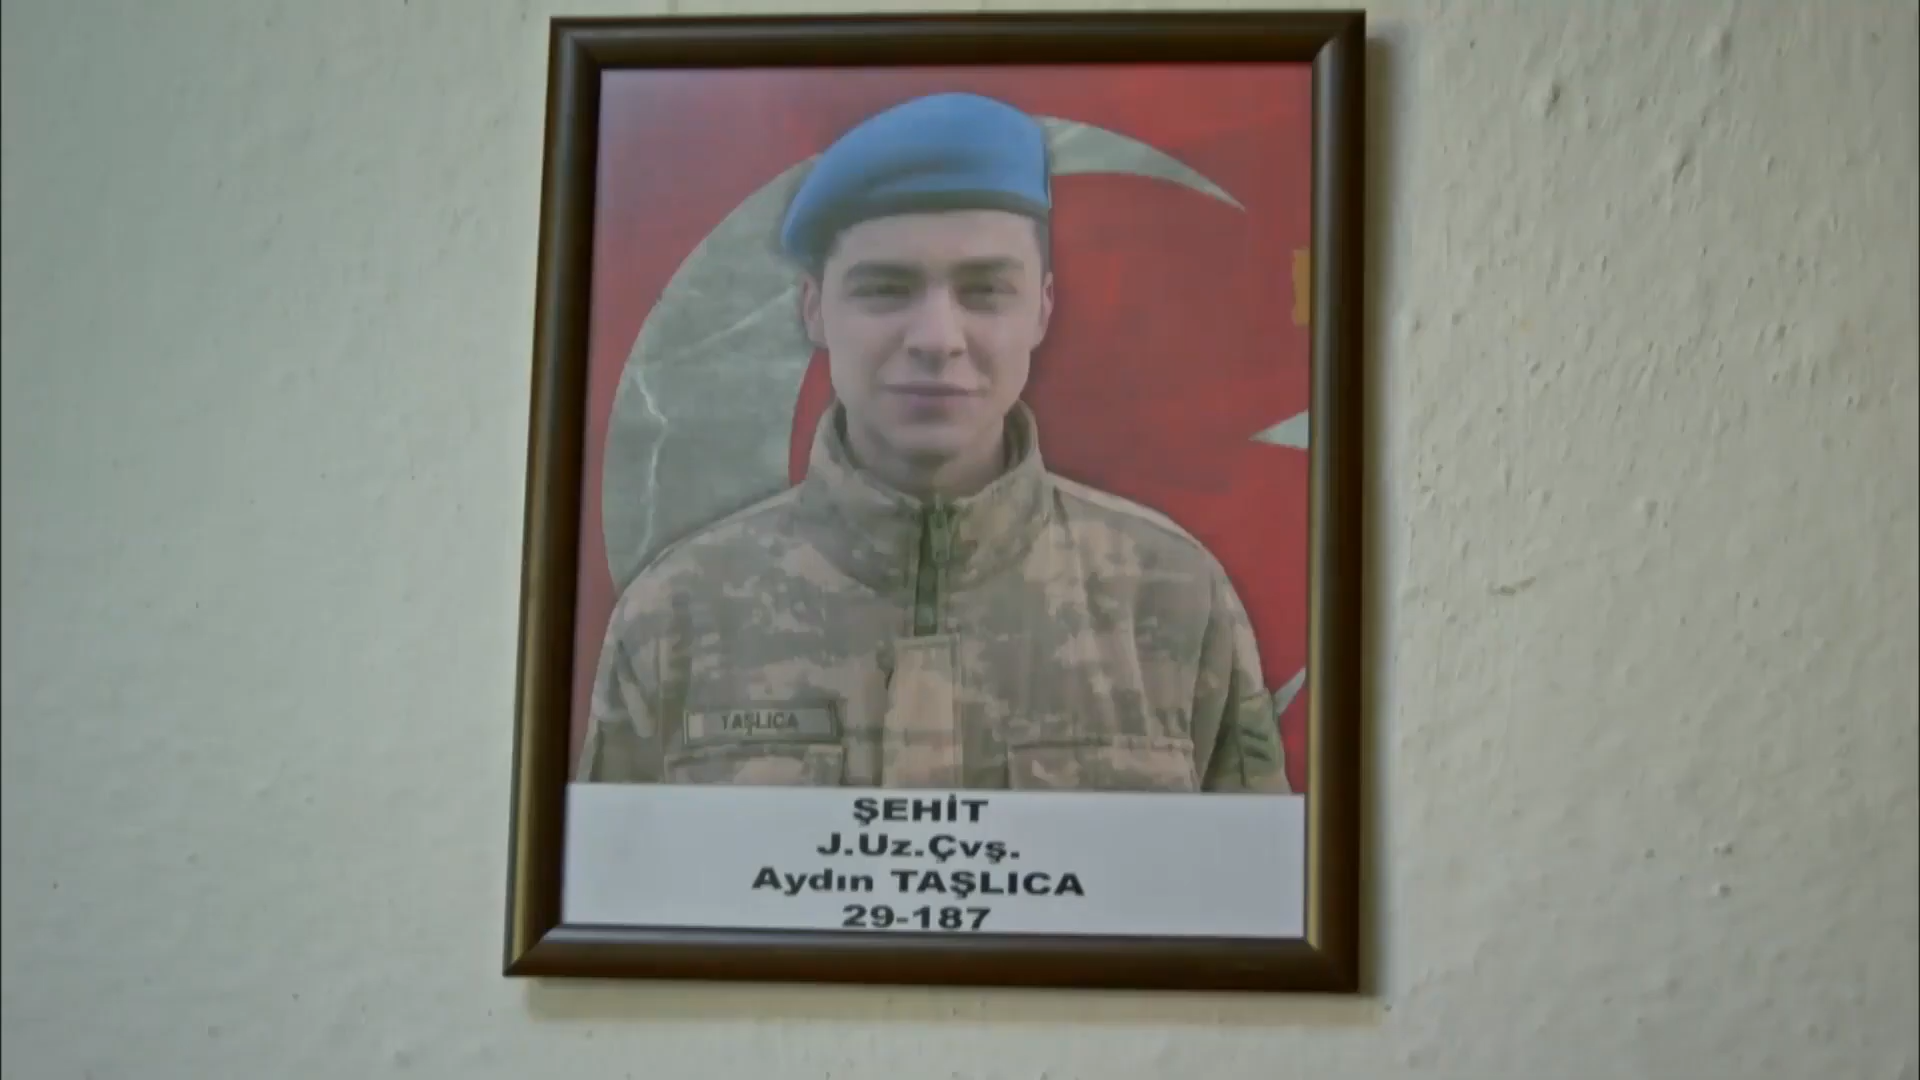 TAŞLICA
ŞEHİT
J.Uz.Çvş.
Aydın TAŞLICA
29-187